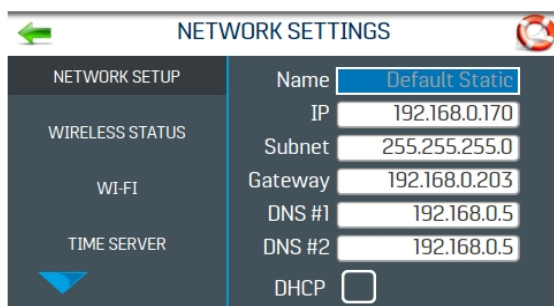 NETWORK SETTINGS
NETWORK SETUP
WIRELESS STATUS
WI-FI
TIME SERVER
Name Default Static
IP 192.168.0.170
Subnet 255.255.255.0
Gateway 192.168.0.203
DNS #1 192.168.0.5
DNS #2 192.168.0.5
DHCP